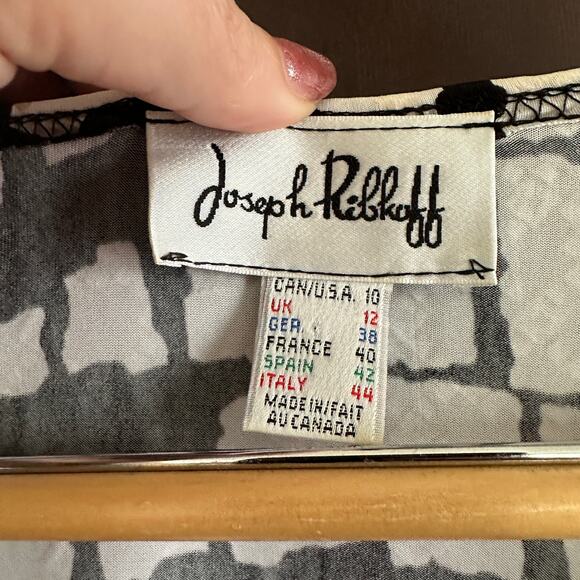 Joseph Ribkoff
CAN/U.S.A. 10
UK 12
GER. 38
FRANCE 40
SPAIN 42
ITALY 44
MADE IN/FAIT
AU CANADA